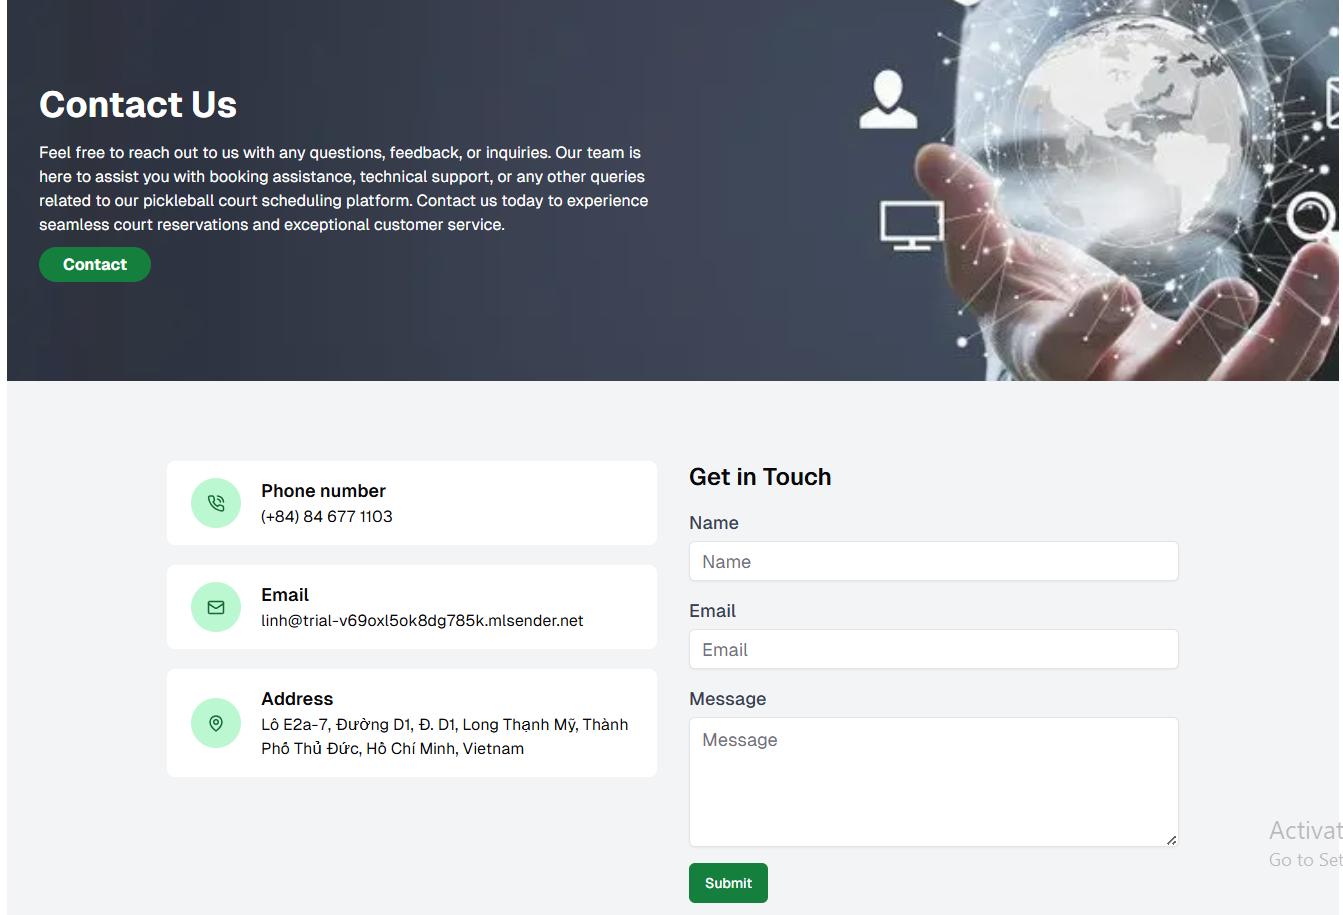 Contact Us
Feel free to reach out to us with any questions, feedback, or inquiries. Our team is
here to assist you with booking assistance, technical support, or any other queries
related to our pickleball court scheduling platform. Contact us today to experience
seamless court reservations and exceptional customer service.
Contact
Phone number
(+84) 84 677 1103
Email
linh@trial-v69oxl5ok8dg785k.mlsender.net
Address
Lô E2a-7, Đường D1, Đ. D1, Long Thạnh Mỹ, Thành
Phố Thủ Đức, Hồ Chí Minh, Vietnam
Get in Touch
Name
Name
Email
Email
Message
Message
Submit
Activat
Go to Set